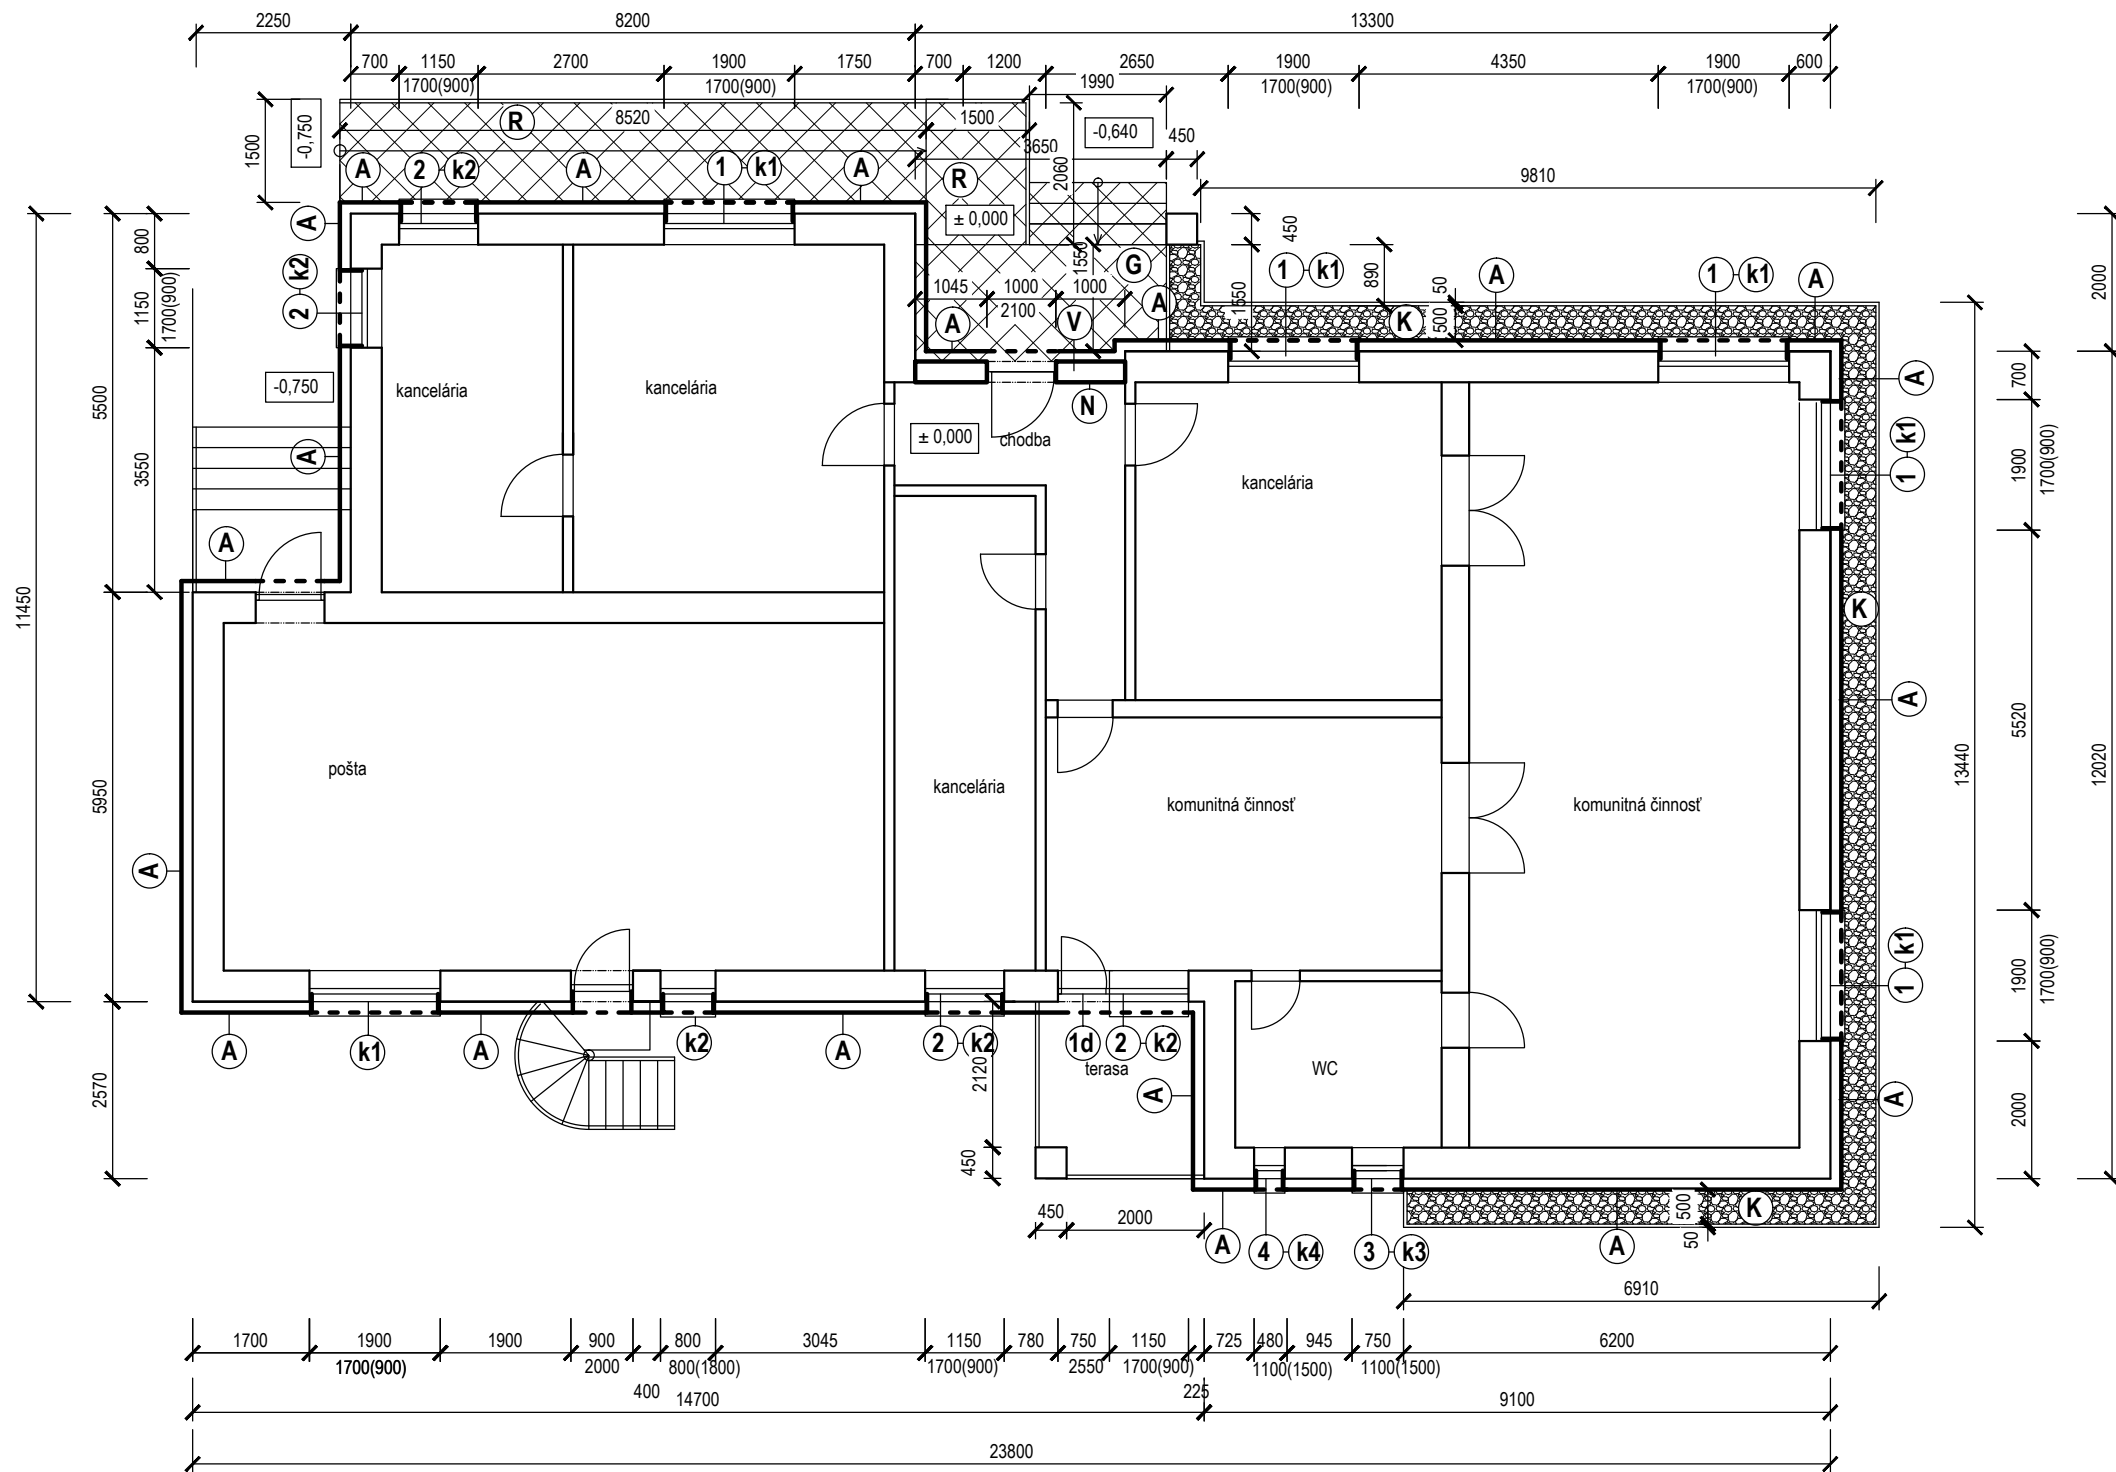 2250 8200 13300
700 1150 2700 1900 1750 700 1200 2650 1900 4350 1900 600
1700(900) 1700(900) 1990 1700(900) 1700(900)
1500 -0,750 R 8520 1500 -0,640 450
3650
2060
A 2 k2 A 1 k1 A R 9810
A ± 0,000 450
800 1550 G 1 k1 890 50 A 1 k1 A 2000
k2 2 1150 1700(900) 1045 1000 1000 A 1550
2100
A V K 500
-0,750 kancelária kancelária N A 700
5500 ± 0,000 chodba k1
3550 A kancelária 1 1900 1700(900)
A
11450 K
A 5520
pošta kancelária komunitná činnosť komunitná činnosť 13440 12020
5950
A k1 1 1900 1700(900)
A k1 A k2 A 2 k2 1d 2 k2
2570 2120 terasa A WC A 2000
450
450 2000 500 K
50
A 4 k4 3 k3 A
6910
1700 1900 1900 900 800 3045 1150 780 750 1150 725 480 945 750 6200
1700(900) 2000 800(1800) 1700(900) 2550 1700(900) 1100(1500) 1100(1500)
400 225
14700 9100
23800